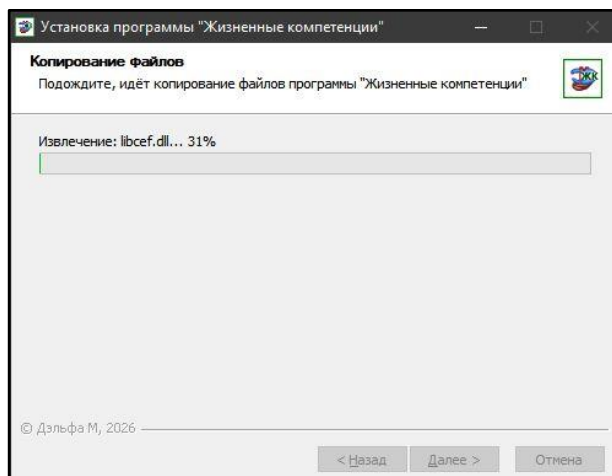 Установка программы "Жизненные компетенции"
Копирование файлов
Подождите, идёт копирование файлов программы "Жизненные компетенции"
ЖК
Извлечение: libcef.dll... 31%
© Дэльфа М, 2026
< Назад Далее > Отмена